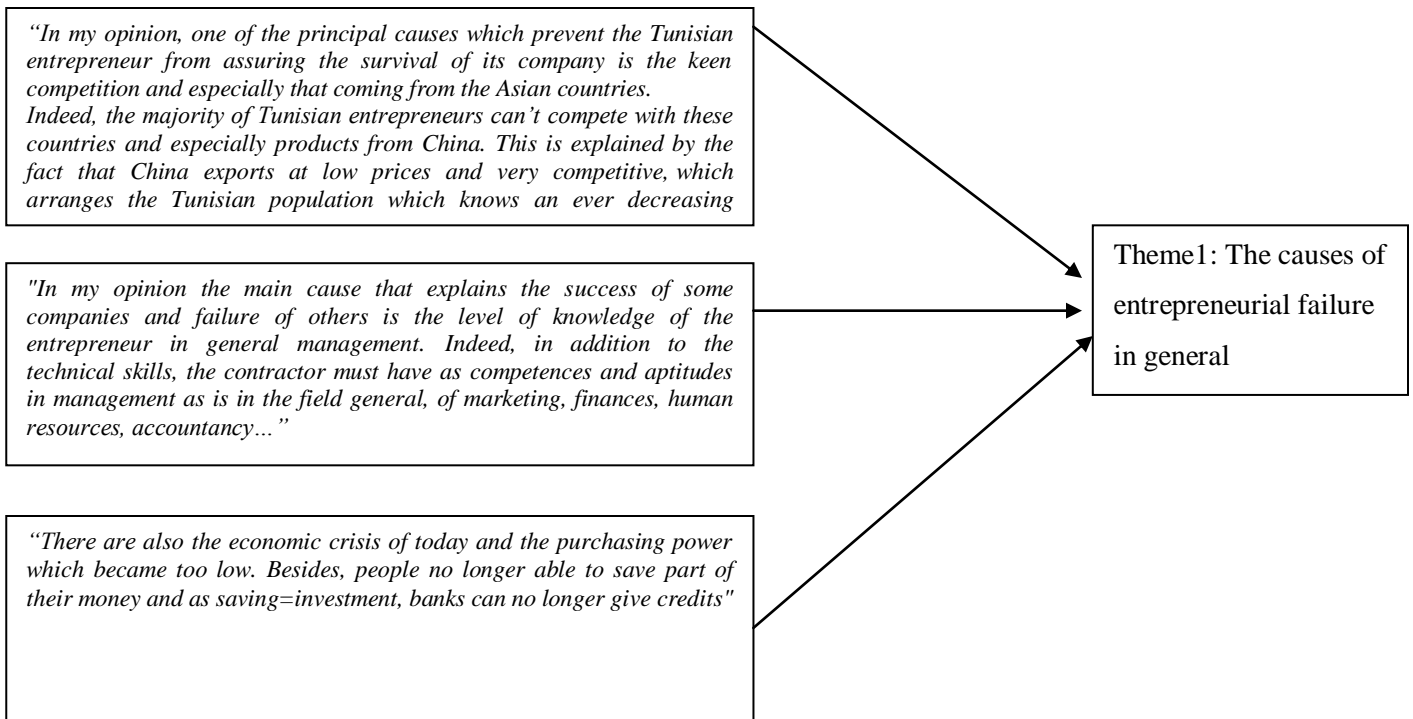 “In my opinion, one of the principal causes which prevent the Tunisian
entrepreneur from assuring the survival of its company is the keen
competition and especially that coming from the Asian countries.
Indeed, the majority of Tunisian entrepreneurs can’t compete with these
countries and especially products from China. This is explained by the
fact that China exports at low prices and very competitive, which
arranges the Tunisian population which knows an ever decreasing
"In my opinion the main cause that explains the success of some
companies and failure of others is the level of knowledge of the
entrepreneur in general management. Indeed, in addition to the
technical skills, the contractor must have as competences and aptitudes
in management as is in the field general, of marketing, finances, human
resources, accountancy…”
“There are also the economic crisis of today and the purchasing power
which became too low. Besides, people no longer able to save part of
their money and as saving=investment, banks can no longer give credits"
Theme1: The causes of
entrepreneurial failure
in general